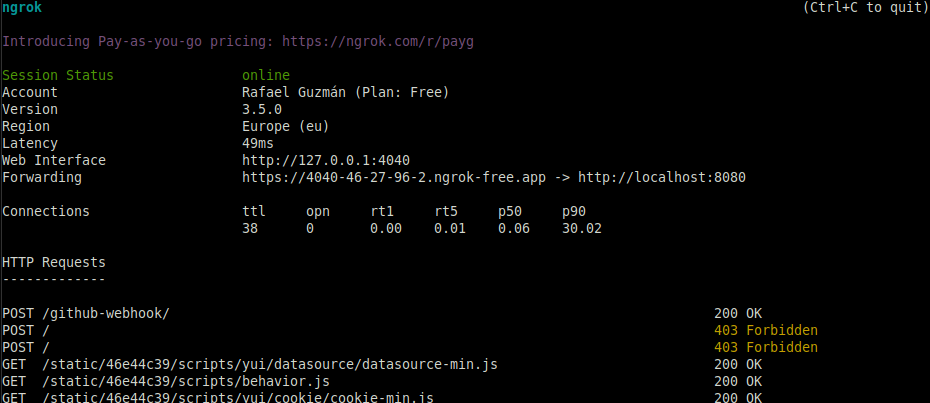 ngrok (Ctrl+C to quit)
Introducing Pay-as-you-go pricing: https://ngrok.com/r/payg
Session Status online
Account Rafael Guzmán (Plan: Free)
Version 3.5.0
Region Europe (eu)
Latency 49ms
Web Interface http://127.0.0.1:4040
Forwarding https://4040-46-27-96-2.ngrok-free.app -> http://localhost:8080
Connections ttl opn rt1 rt5 p50 p90
38 0 0.00 0.01 0.06 30.02
HTTP Requests
-------------
POST /github-webhook/ 200 OK
POST / 403 Forbidden
POST / 403 Forbidden
GET /static/46e44c39/scripts/yui/datasource/datasource-min.js 200 OK
GET /static/46e44c39/scripts/behavior.js 200 OK
GET /static/46e44c39/scripts/yui/cookie/cookie-min.js 200 OK